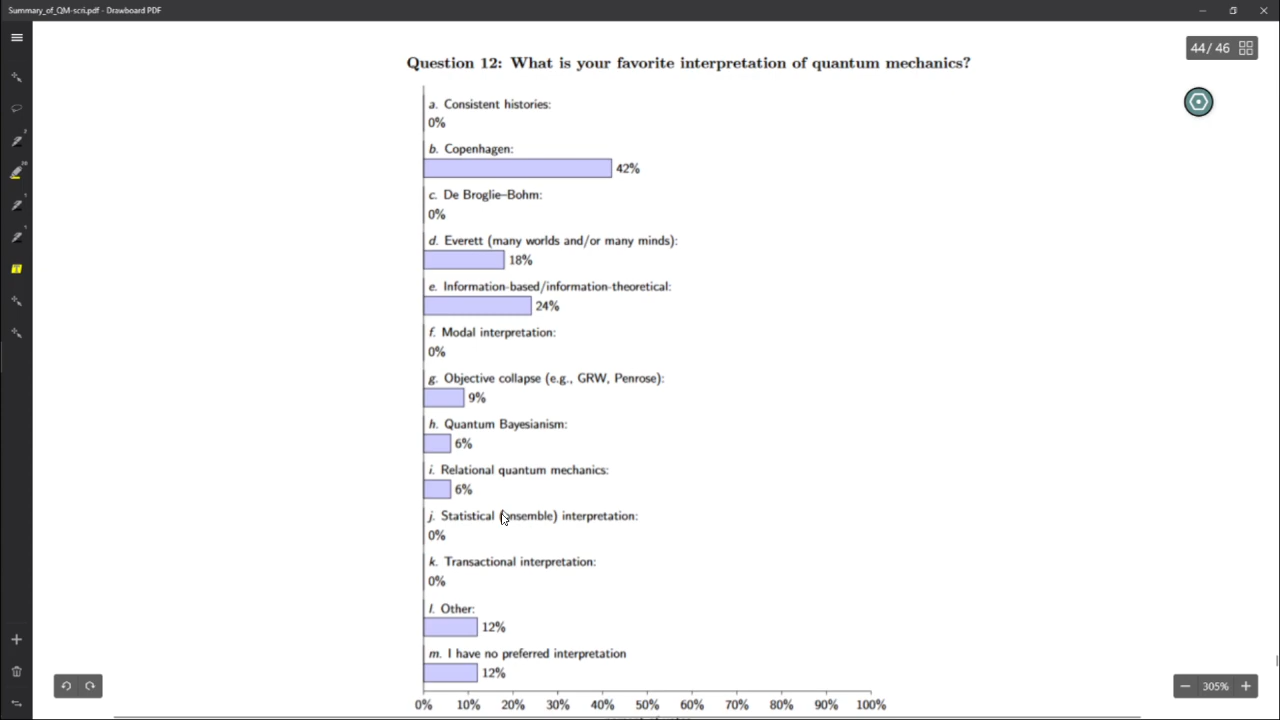 Summary_of_QM-scri.pdf - Drawboard PDF
44/ 46
Question 12: What is your favorite interpretation of quantum mechanics?
a. Consistent histories:
0%
b. Copenhagen:
42%
c. De Broglie–Bohm:
0%
d. Everett (many worlds and/or many minds):
18%
e. Information-based/information-theoretical:
24%
f. Modal interpretation:
0%
g. Objective collapse (e.g., GRW, Penrose):
9%
h. Quantum Bayesianism:
6%
i. Relational quantum mechanics:
6%
j. Statistical (ensemble) interpretation:
0%
k. Transactional interpretation:
0%
l. Other:
12%
m. I have no preferred interpretation
12%
305%
0% 10% 20% 30% 40% 50% 60% 70% 80% 90% 100%